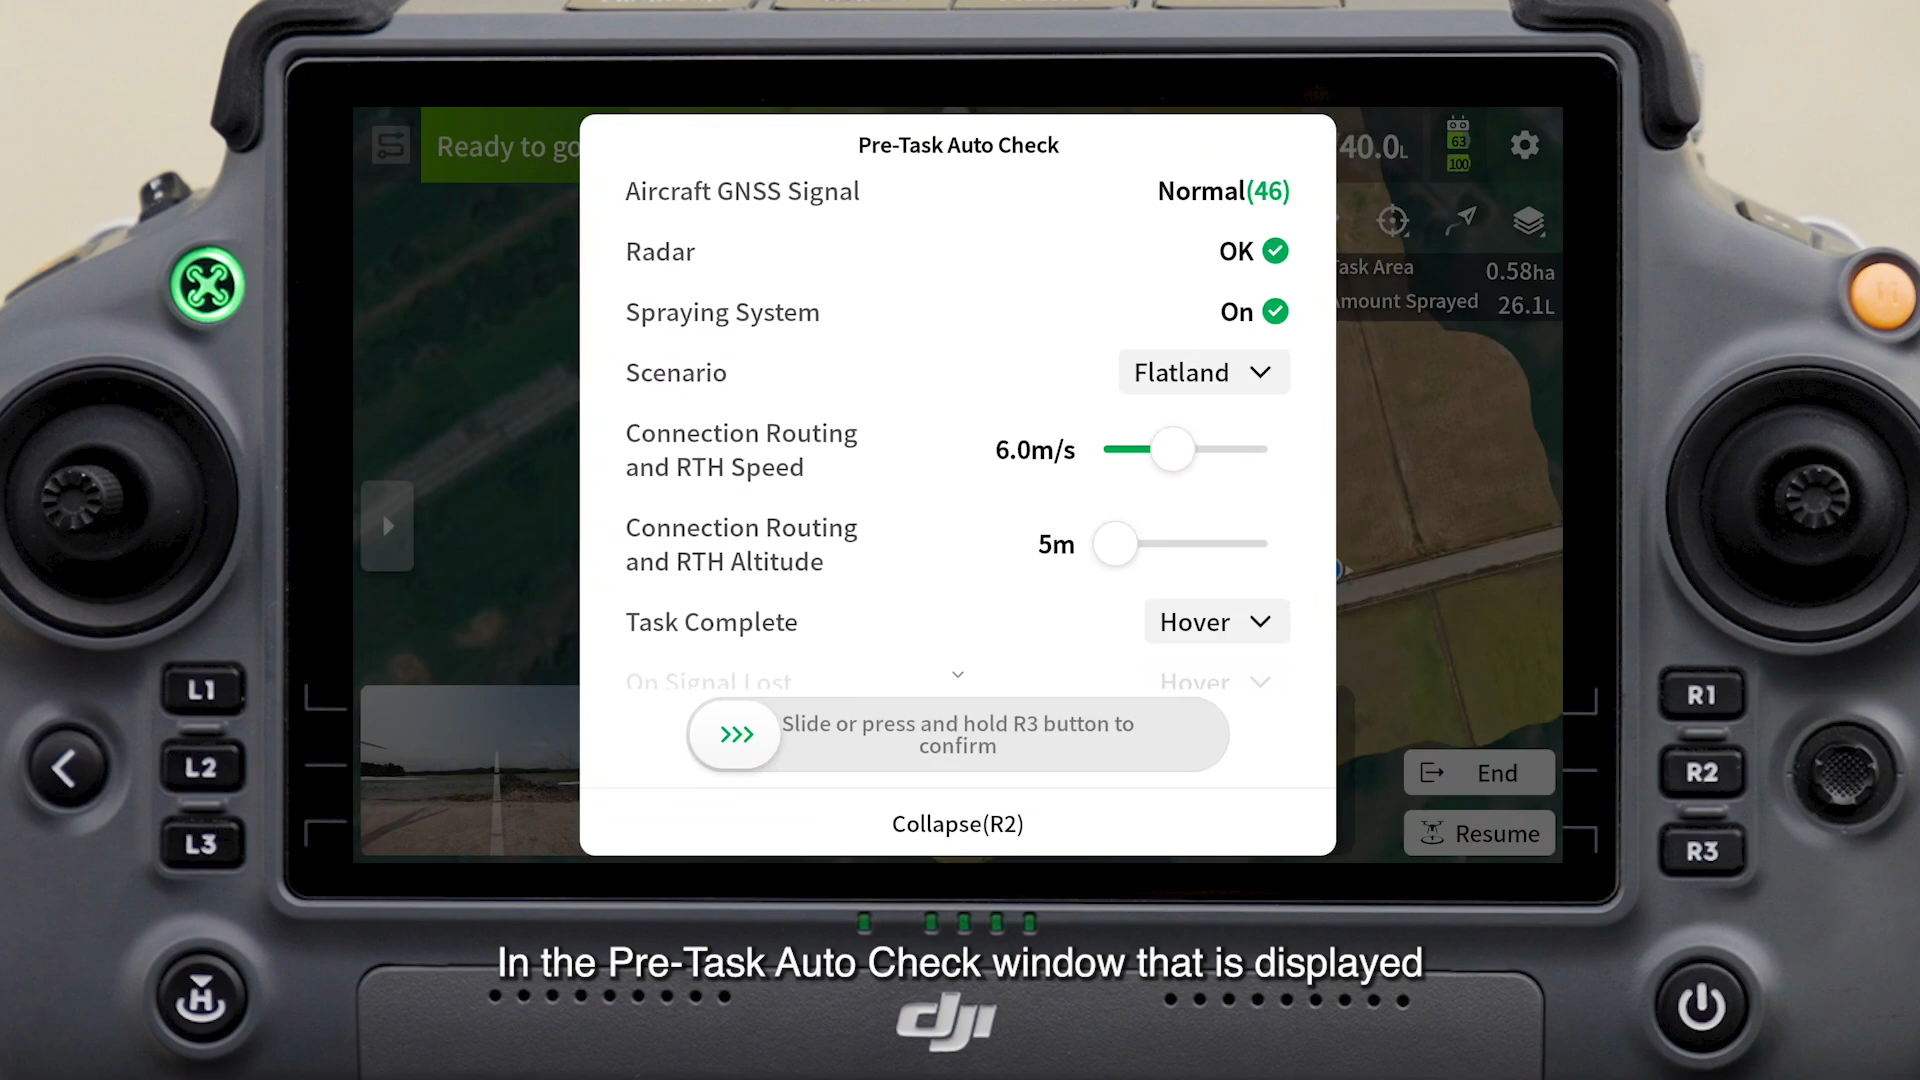 Pre-Task Auto Check
Ready to go
40.0L
63
100
Aircraft GNSS Signal Normal(46)
Radar OK
Spraying System On
Task Area 0.58ha
Amount Sprayed 26.1L
Scenario Flatland
Connection Routing
and RTH Speed
6.0m/s
Connection Routing
and RTH Altitude
5m
Task Complete Hover
On Signal Lost Hover
Slide or press and hold R3 button to
confirm
Collapse(R2)
End
Resume
L1
L2
L3
R1
R2
R3
H
In the Pre-Task Auto Check window that is displayed
dji